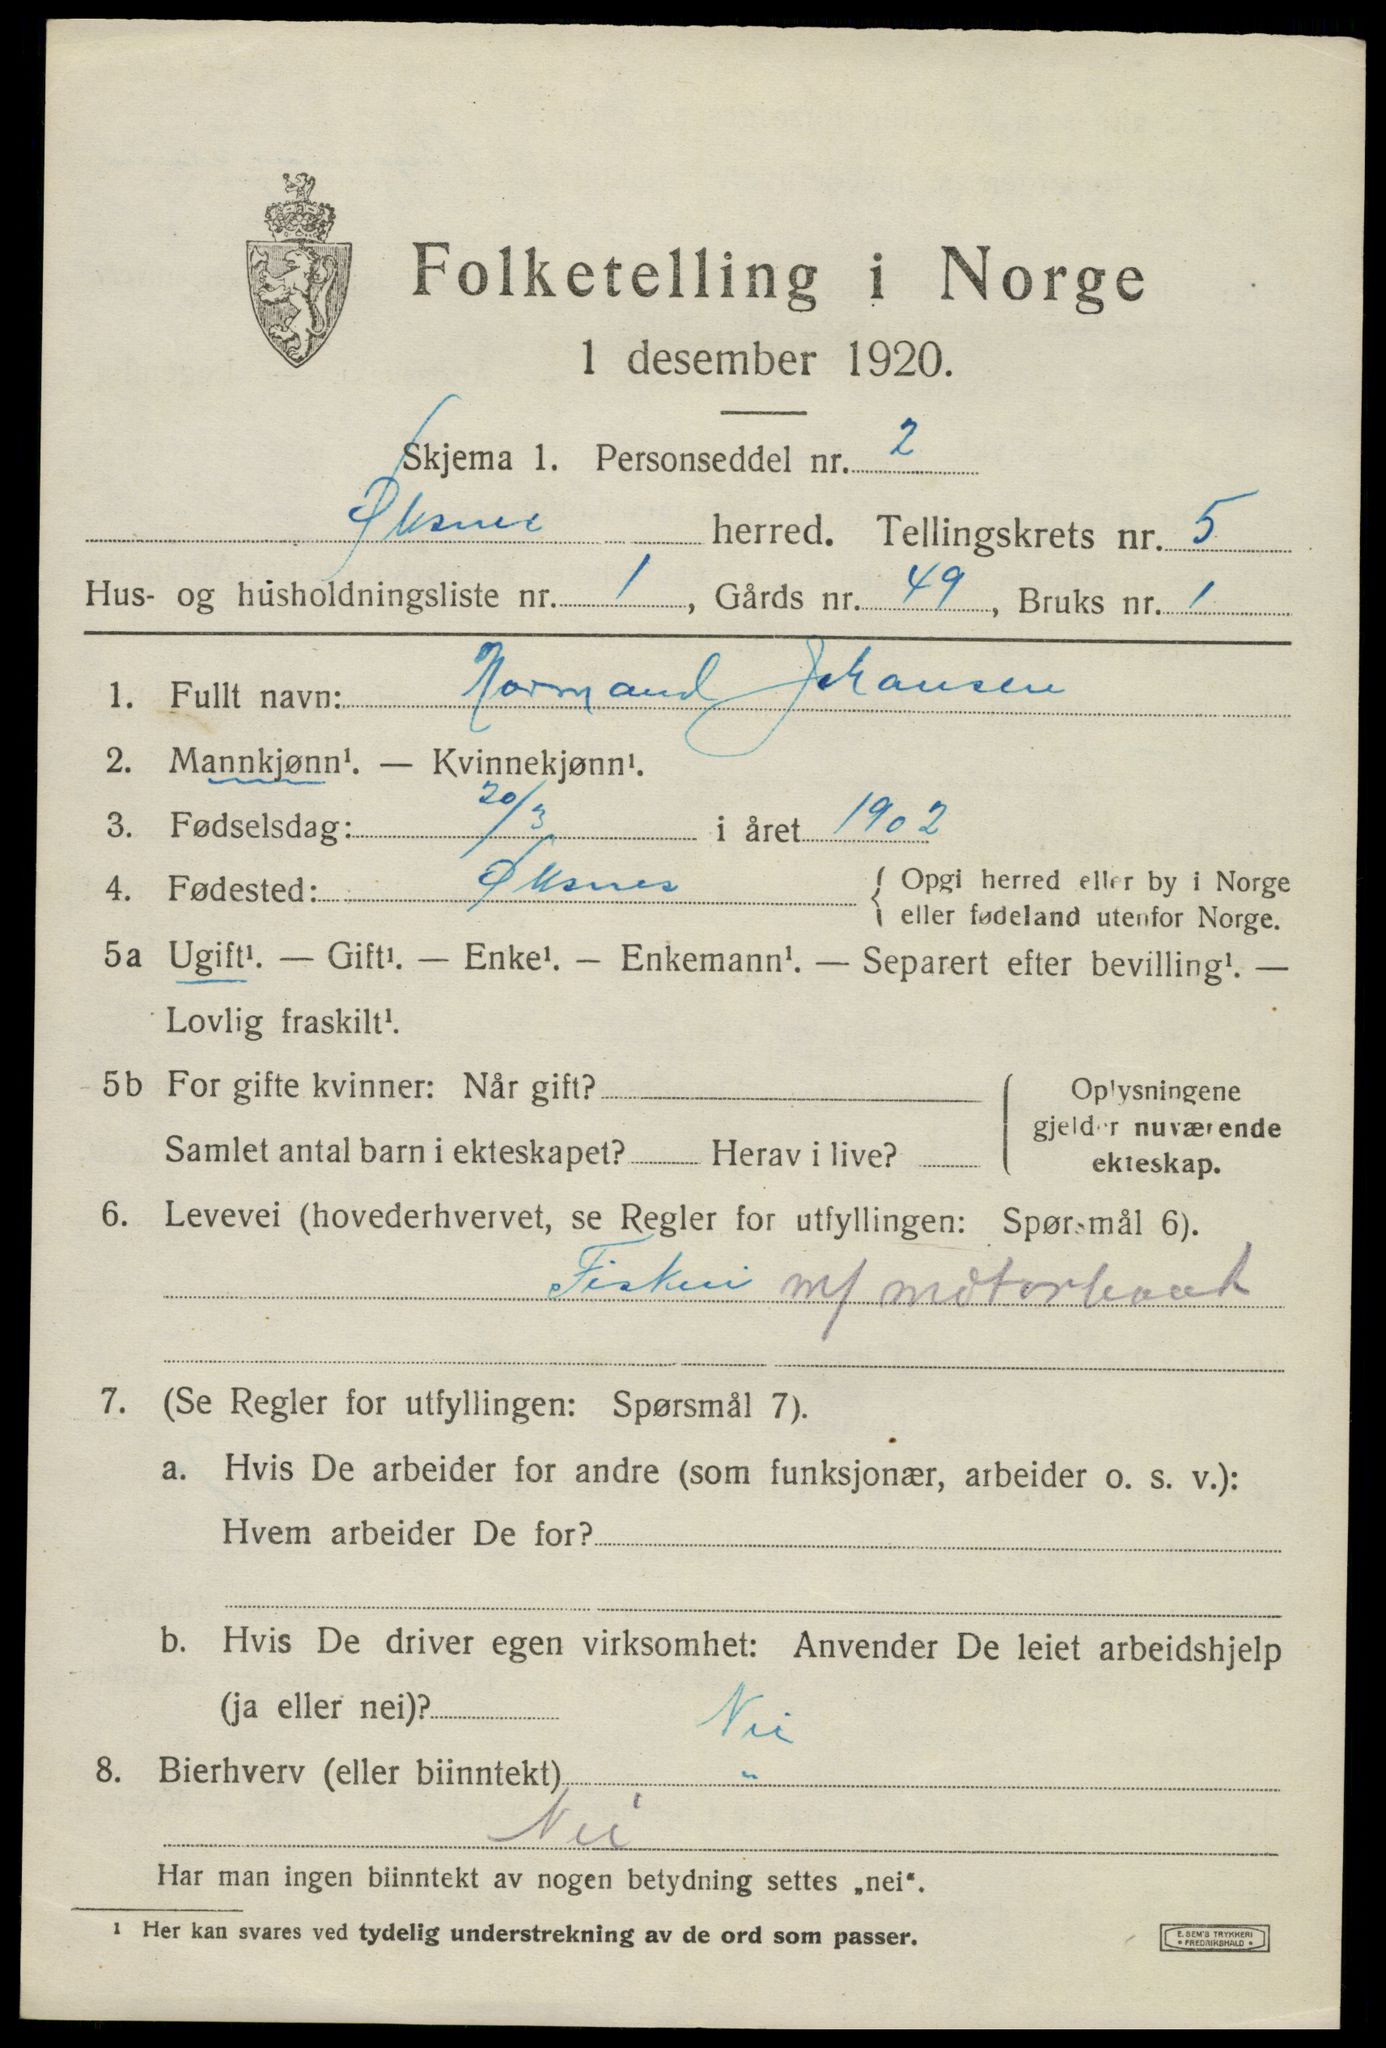 Folketelling i Norge
1 desember 1920.
Skjema 1. Personseddel nr. 2
Øksnes herred. Tellingskrets nr. 5
Hus- og husholdningsliste nr. 1, Gårds nr. 49, Bruks nr. 1
1. Fullt navn: Normand Johansen
2. Mannkjønn¹. — Kvinnekjønn¹.
3. Fødselsdag: 20/3 i året 1902
4. Fødested: Øksnes { Opgi herred eller by i Norge
eller fødeland utenfor Norge.
5a Ugift¹. — Gift¹. — Enke¹. — Enkemann¹. — Separert efter bevilling¹. —
Lovlig fraskilt¹.
5b For gifte kvinner: Når gift? ( Oplysningene
gjelder nuværende
Samlet antal barn i ekteskapet? Herav i live? ekteskap.
6. Levevei (hovederhvervet, se Regler for utfyllingen: Spørsmål 6).
Fiskeri m/ motorbaat
7. (Se Regler for utfyllingen: Spørsmål 7).
a. Hvis De arbeider for andre (som funksjonær, arbeider o. s. v.):
Hvem arbeider De for?
b. Hvis De driver egen virksomhet: Anvender De leiet arbeidshjelp
(ja eller nei)? Nei
8. Bierhverv (eller biinntekt) "
Nei
Har man ingen biinntekt av nogen betydning settes „nei“.
¹ Her kan svares ved tydelig understrekning av de ord som passer.
E. SEM'S TRYKKERI
FREDRIKSHALD